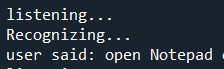 listening...
Recognizing...
user said: open Notepad